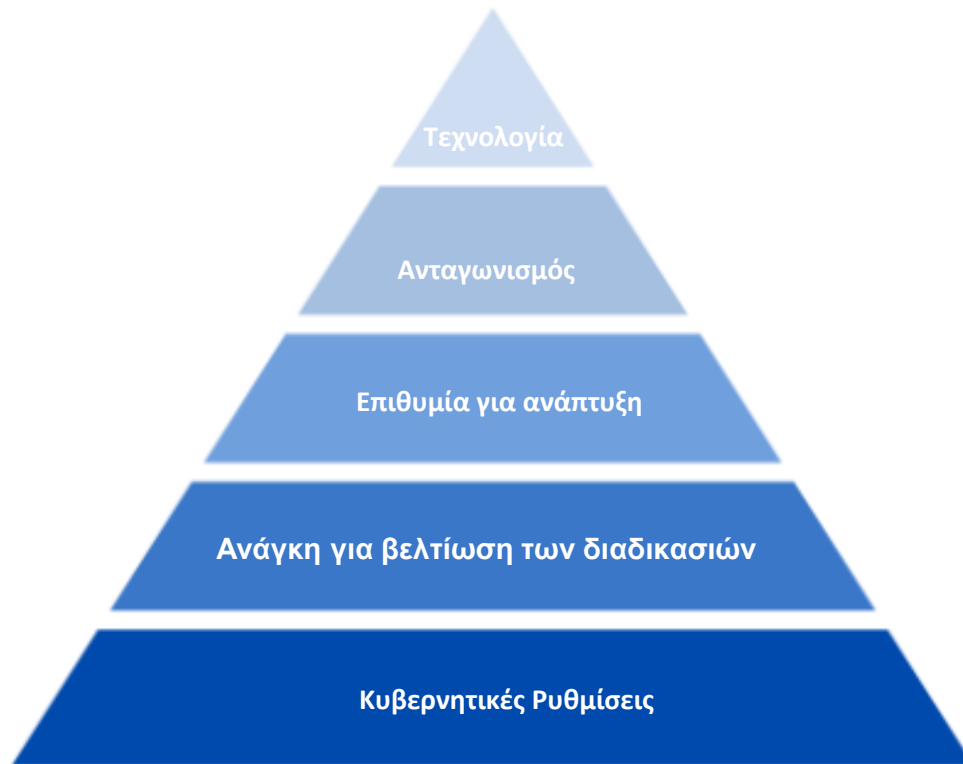 Τεχνολογία
Ανταγωνισμός
Επιθυμία για ανάπτυξη
Ανάγκη για βελτίωση των διαδικασιών
Κυβερνητικές Ρυθμίσεις